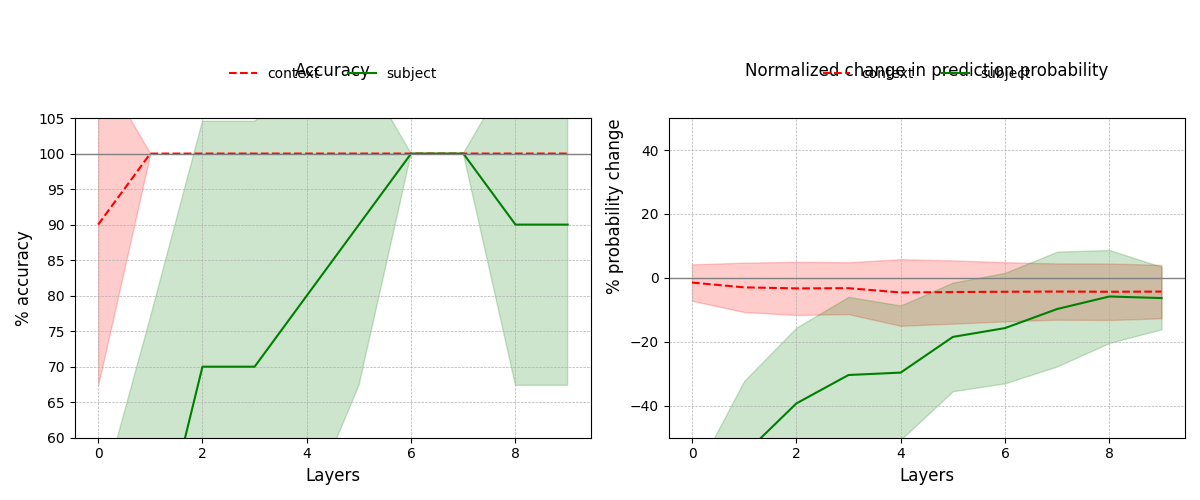 Accuracy
context subject
105
100
95
90
85
80
75
70
65
60
% accuracy
0 2 4 6 8
Layers
Normalized change in prediction probability
context subject
40
20
0
−20
−40
% probability change
0 2 4 6 8
Layers